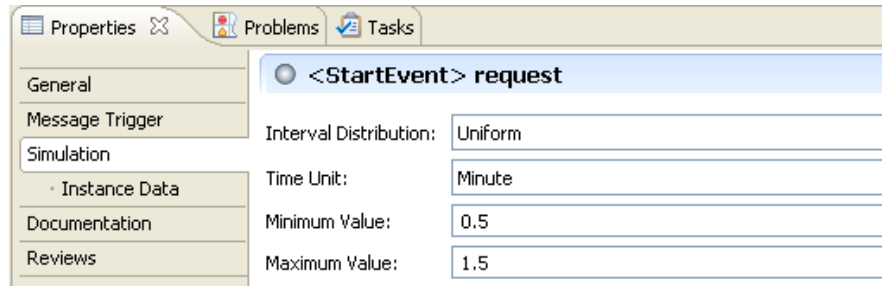 Properties Problems Tasks
<StartEvent> request
General
Message Trigger
Simulation
Instance Data
Documentation
Reviews
Interval Distribution: Uniform
Time Unit: Minute
Minimum Value: 0.5
Maximum Value: 1.5